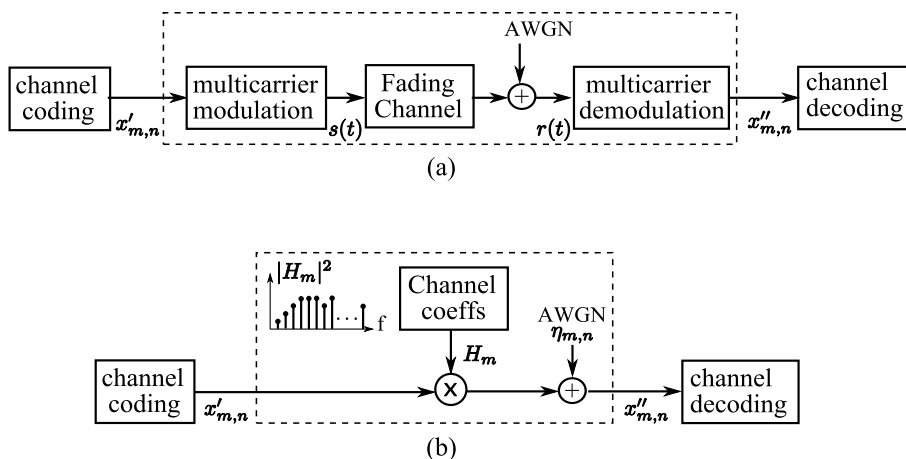 AWGN
channel
coding
x′m,n
multicarrier
modulation
s(t)
Fading
Channel
+
r(t)
multicarrier
demodulation
x″m,n
channel
decoding
(a)
|Hm|²
...
f
Channel
coeffs
Hm
AWGN
ηm,n
channel
coding
x′m,n
X
+
x″m,n
channel
decoding
(b)